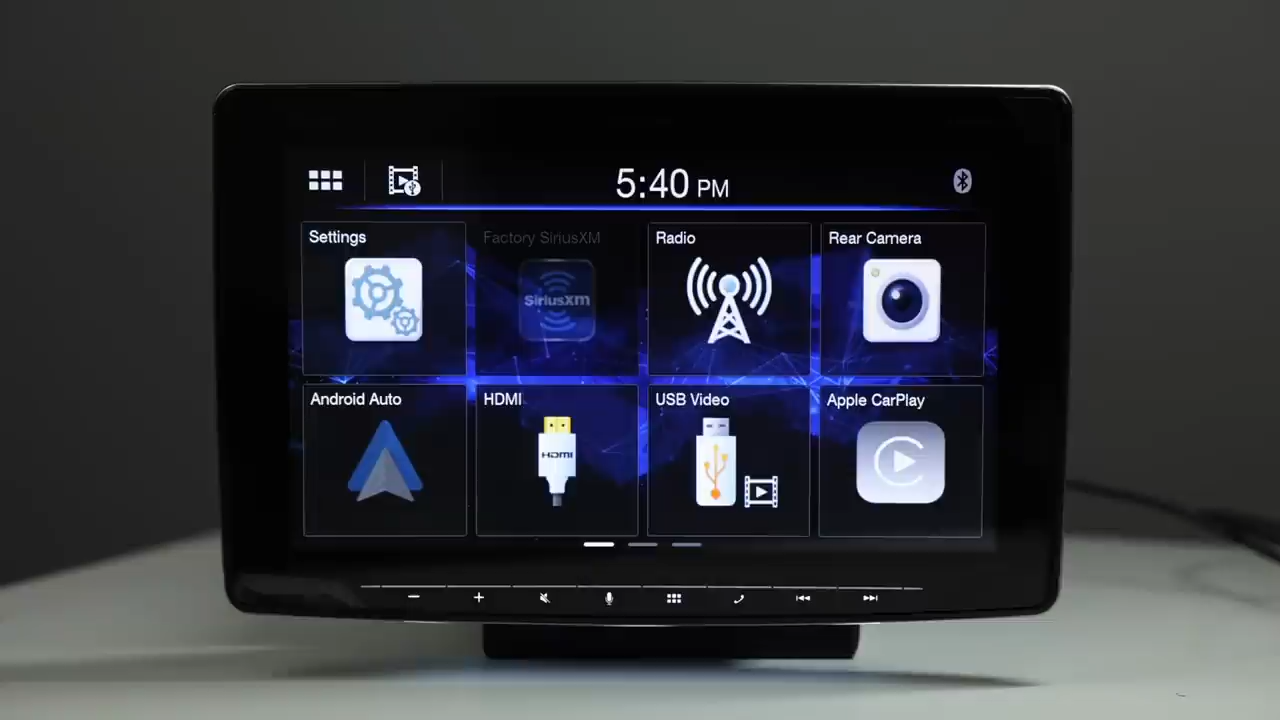 5:40 PM
Settings
Factory SiriusXM
Radio
Rear Camera
SiriusXM
Android Auto
HDMI
USB Video
Apple CarPlay
HDMI